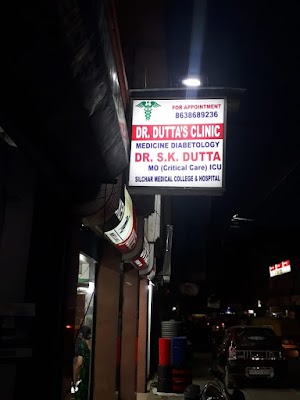 FOR APPOINTMENT
8638689236
DR. DUTTA'S CLINIC
MEDICINE DIABETOLOGY
DR. S.K. DUTTA
MO (Critical Care) ICU
SILCHAR MEDICAL COLLEGE & HOSPITAL